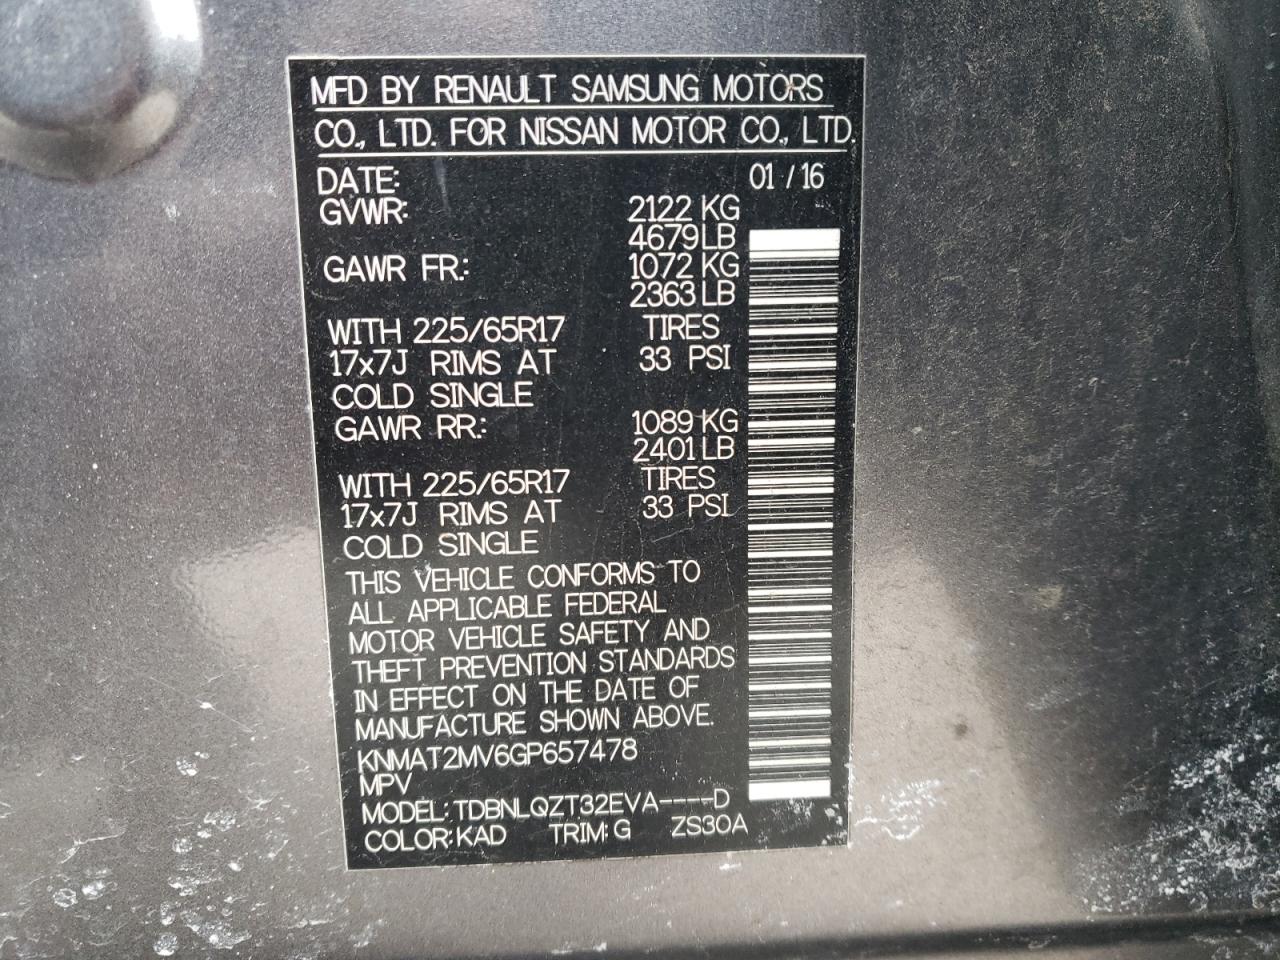 MFD BY RENAULT SAMSUNG MOTORS
CO., LTD. FOR NISSAN MOTOR CO., LTD.
DATE: 01 / 16
GVWR: 2122 KG
4679 LB
GAWR FR.: 1072 KG
2363 LB
WITH 225/65R17 TIRES
17x7J RIMS AT 33 PSI
COLD SINGLE
GAWR RR.: 1089 KG
2401 LB
WITH 225/65R17 TIRES
17x7J RIMS AT 33 PSI
COLD SINGLE
THIS VEHICLE CONFORMS TO
ALL APPLICABLE FEDERAL
MOTOR VEHICLE SAFETY AND
THEFT PREVENTION STANDARDS
IN EFFECT ON THE DATE OF
MANUFACTURE SHOWN ABOVE.
KNMAT2MV6GP657478
MPV
MODEL: TDBNLQZT32EVA----D
COLOR: KAD TRIM: G ZS30A